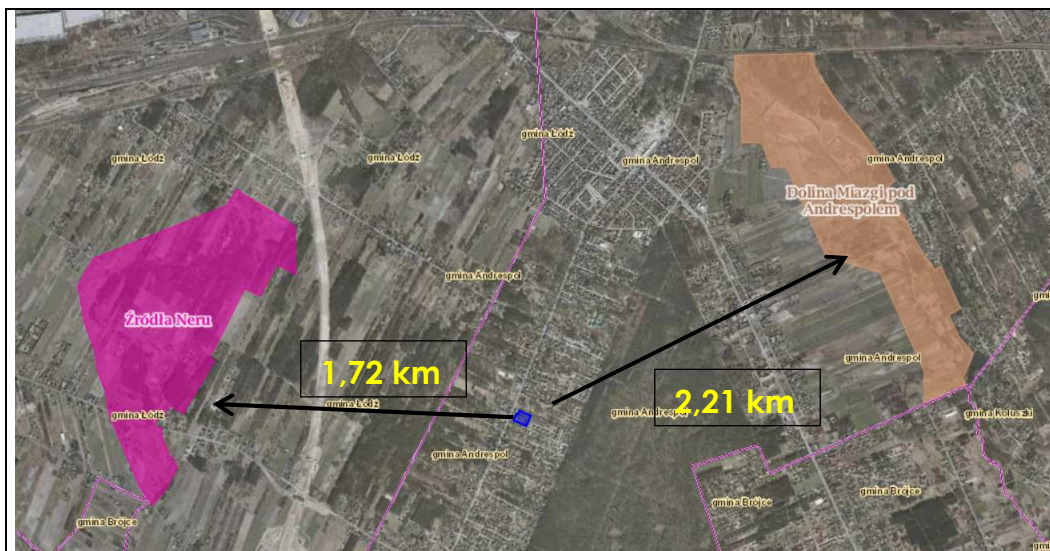 gmina Łódź
gmina Łódź
gmina Łódź
gmina Andrespol
gmina Andrespol
Dolina Miazgi pod
Andrespolem
gmina Andrespol
Źródła Neru
gmina Andrespol
1,72 km
2,21 km
gmina Łódź
gmina Łódź
gmina Andrespol
gmina Koluszki
gmina Andrespol
gmina Brójce
gmina Brójce
gmina Brójce